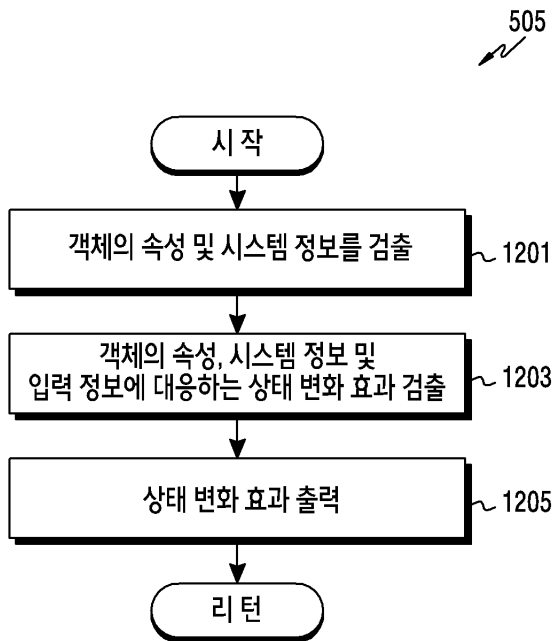 505
시작
객체의 속성 및 시스템 정보를 검출
1201
객체의 속성, 시스템 정보 및
입력 정보에 대응하는 상태 변화 효과 검출
1203
상태 변화 효과 출력
1205
리턴